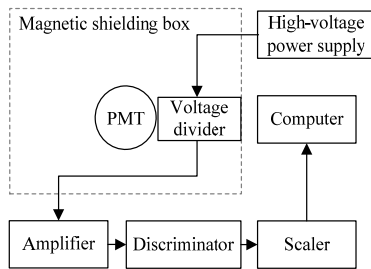 Magnetic shielding box
High-voltage
power supply
PMT
Voltage
divider
Computer
Amplifier
Discriminator
Scaler